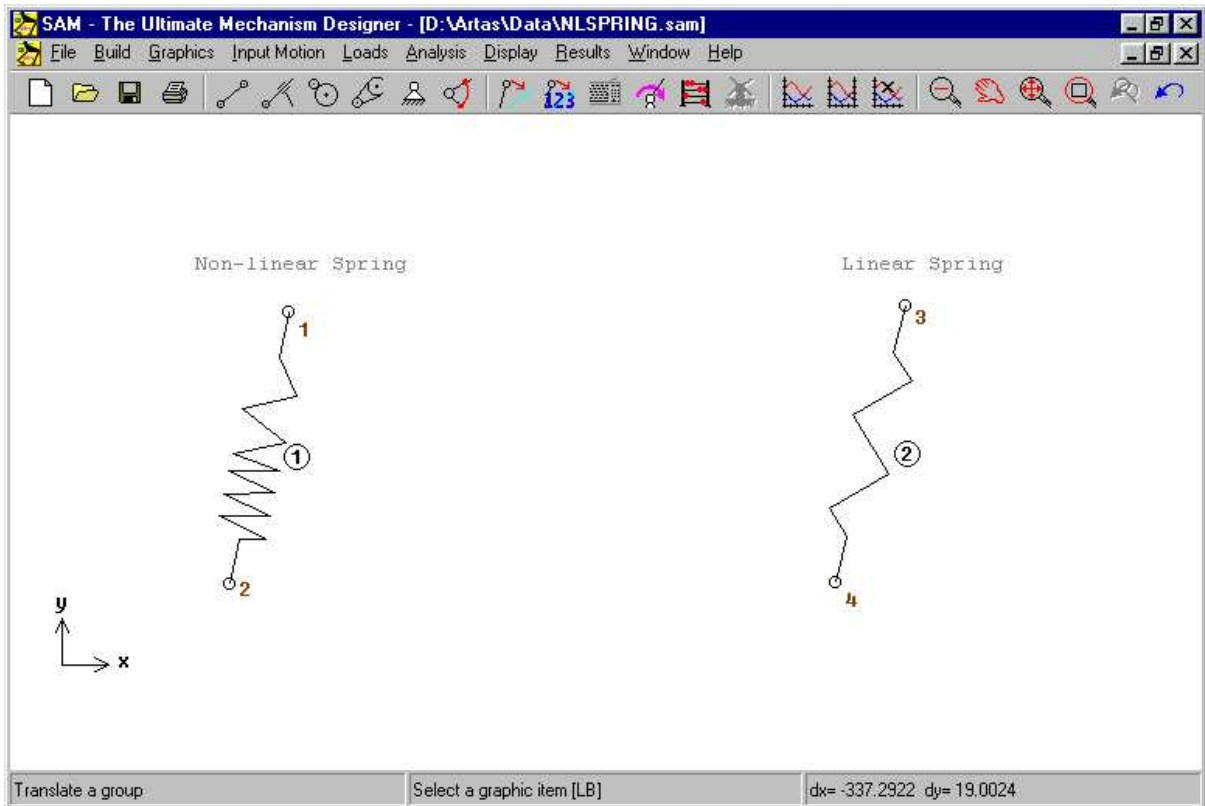 SAM - The Ultimate Mechanism Designer - [D:\Artas\Data\NLSPRING.sam]
File Build Graphics Input Motion Loads Analysis Display Results Window Help
123
Non-linear Spring
Linear Spring
1
3
1
2
2
4
y
x
Translate a group
Select a graphic item [LB]
dx= -337.2922 dy= 19.0024